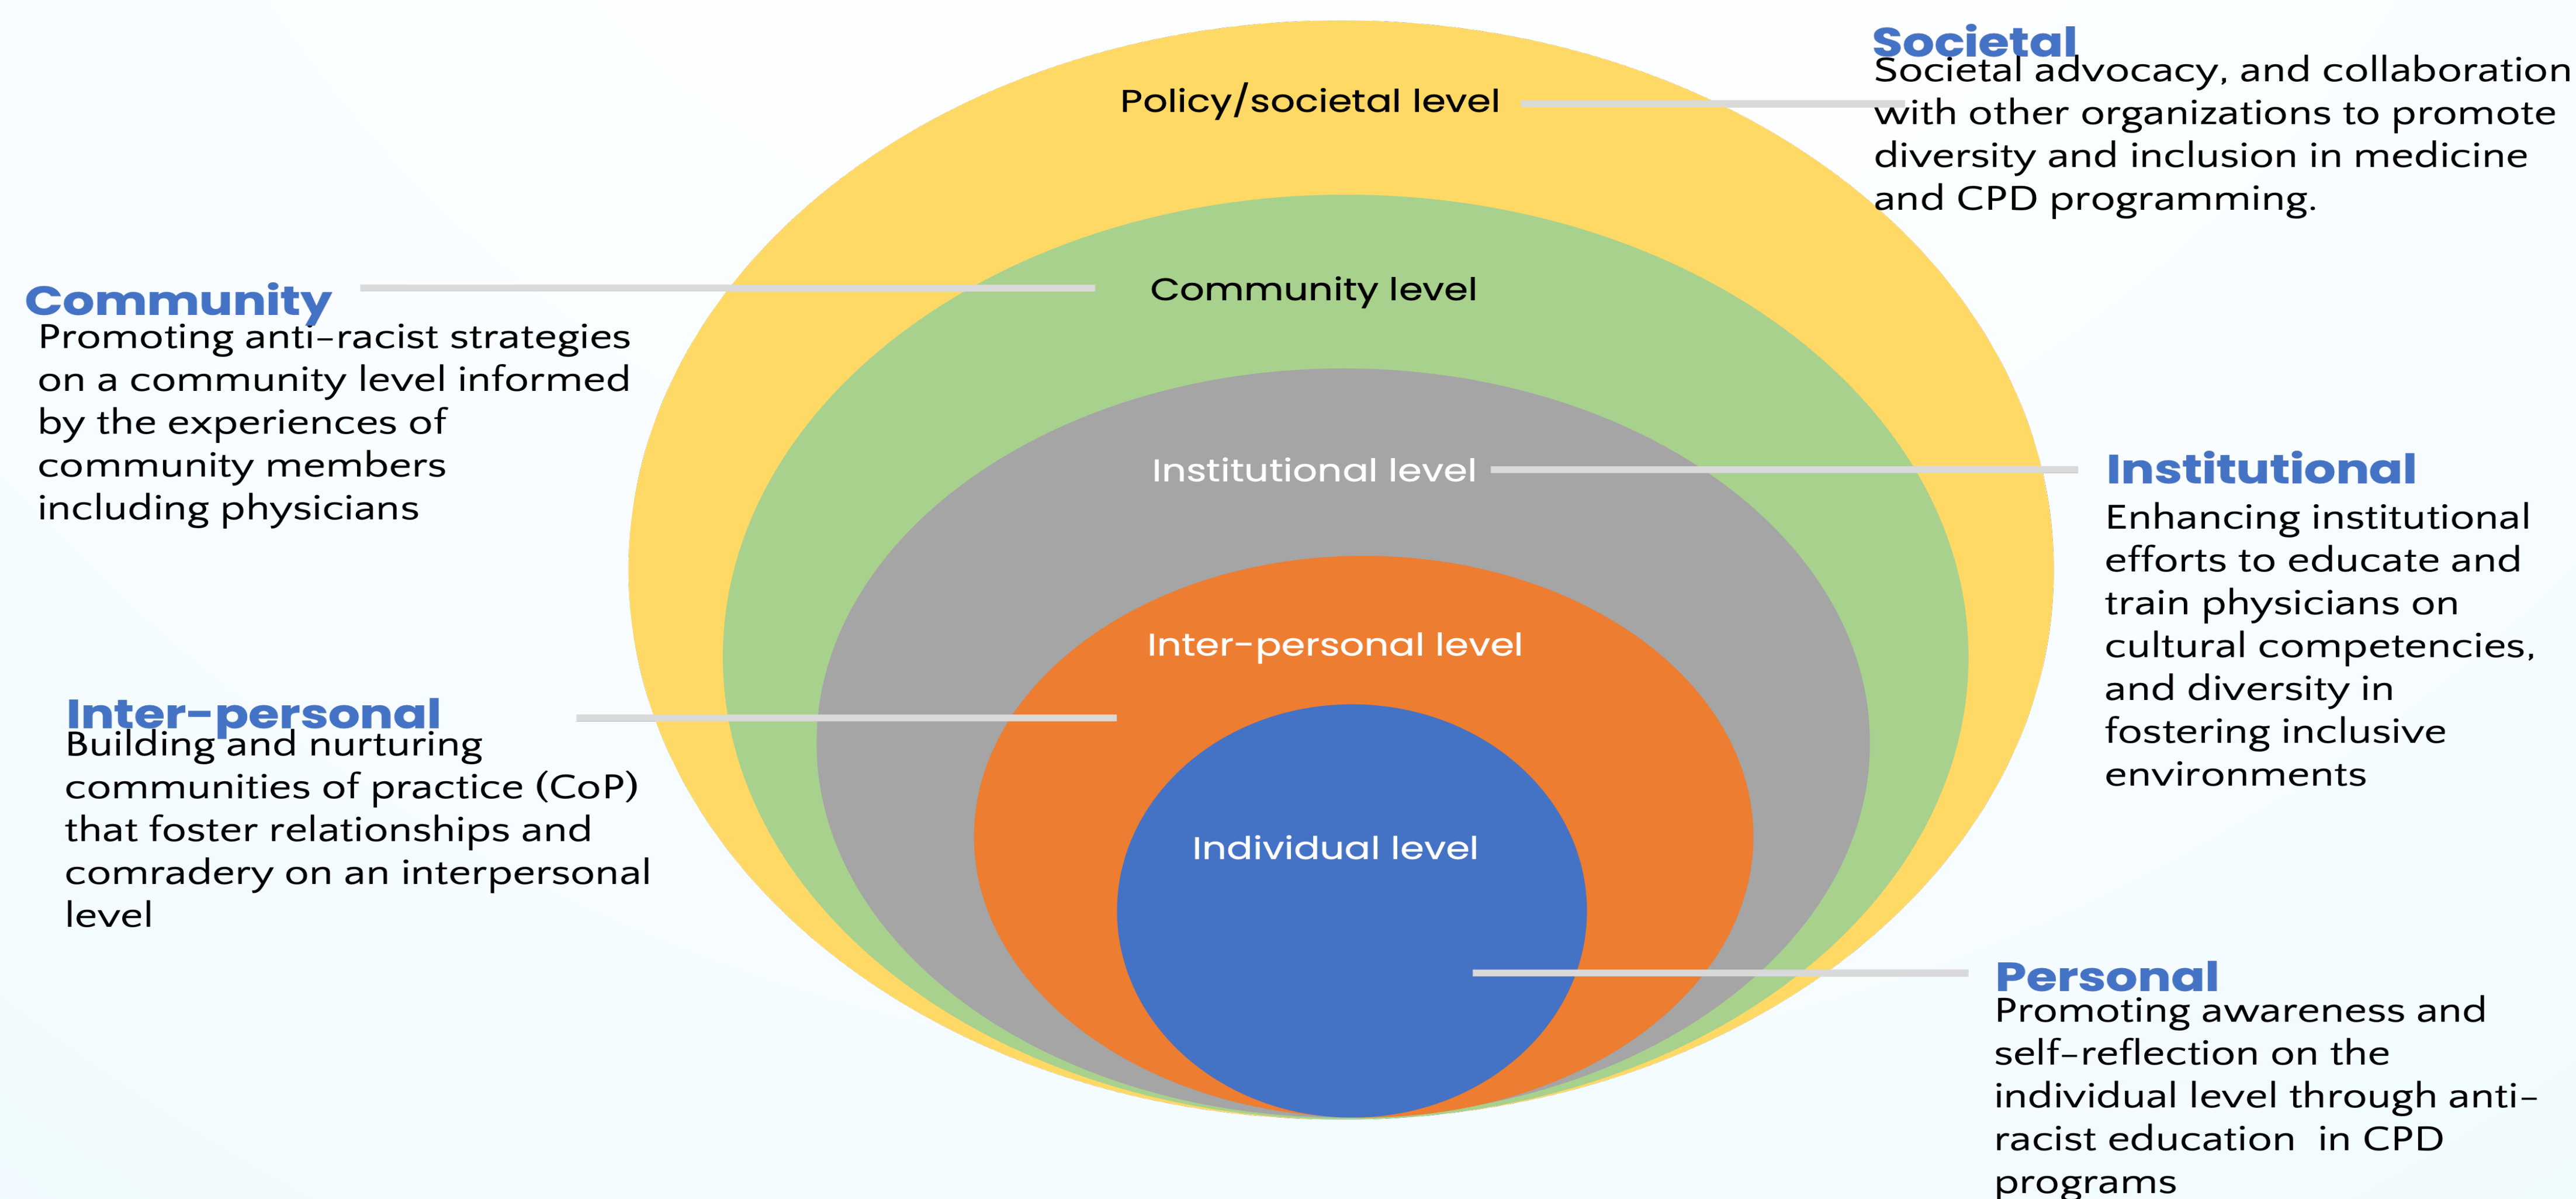 Policy/societal level
Societal
Societal advocacy, and collaboration
with other organizations to promote
diversity and inclusion in medicine
and CPD programming.
Community
Promoting anti-racist strategies
on a community level informed
by the experiences of
community members
including physicians
Community level
Institutional level
Institutional
Enhancing institutional
efforts to educate and
train physicians on
cultural competencies,
and diversity in
fostering inclusive
environments
Inter-personal level
Inter-personal
Building and nurturing
communities of practice (CoP)
that foster relationships and
comradery on an interpersonal
level
Individual level
Personal
Promoting awareness and
self-reflection on the
individual level through anti-
racist education  in CPD
programs